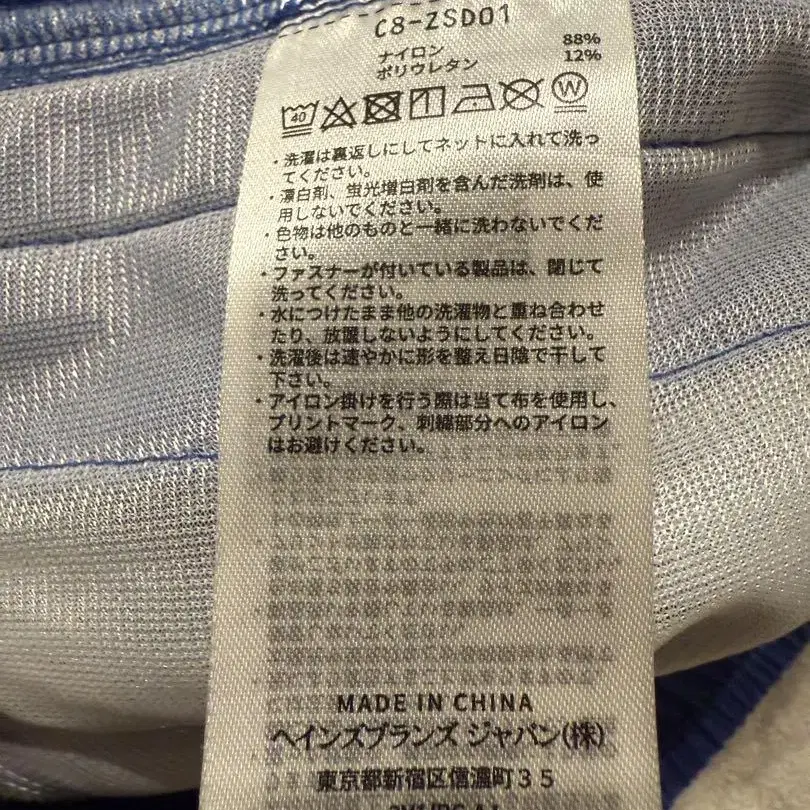 C8-ZSD01
ナイロン 88%
ポリウレタン 12%
40 W
・洗濯は裏返しにしてネットに入れて洗っ
てください。
・漂白剤、蛍光増白剤を含んだ洗剤は、使
用しないでください。
・色物は他のものと一緒に洗わないでくだ
さい。
・ファスナーが付いている製品は、閉じて
洗ってください。
・水につけたまま他の洗濯物と重ね合わせ
たり、放置しないようにしてください。
・洗濯後は速やかに形を整え日陰で干して
下さい。
・アイロン掛けを行う際は当て布を使用し、
プリントマーク、刺繍部分へのアイロン
はお避けください。
MADE IN CHINA
ヘインズブランズ ジャパン(株)
東京都新宿区信濃町35